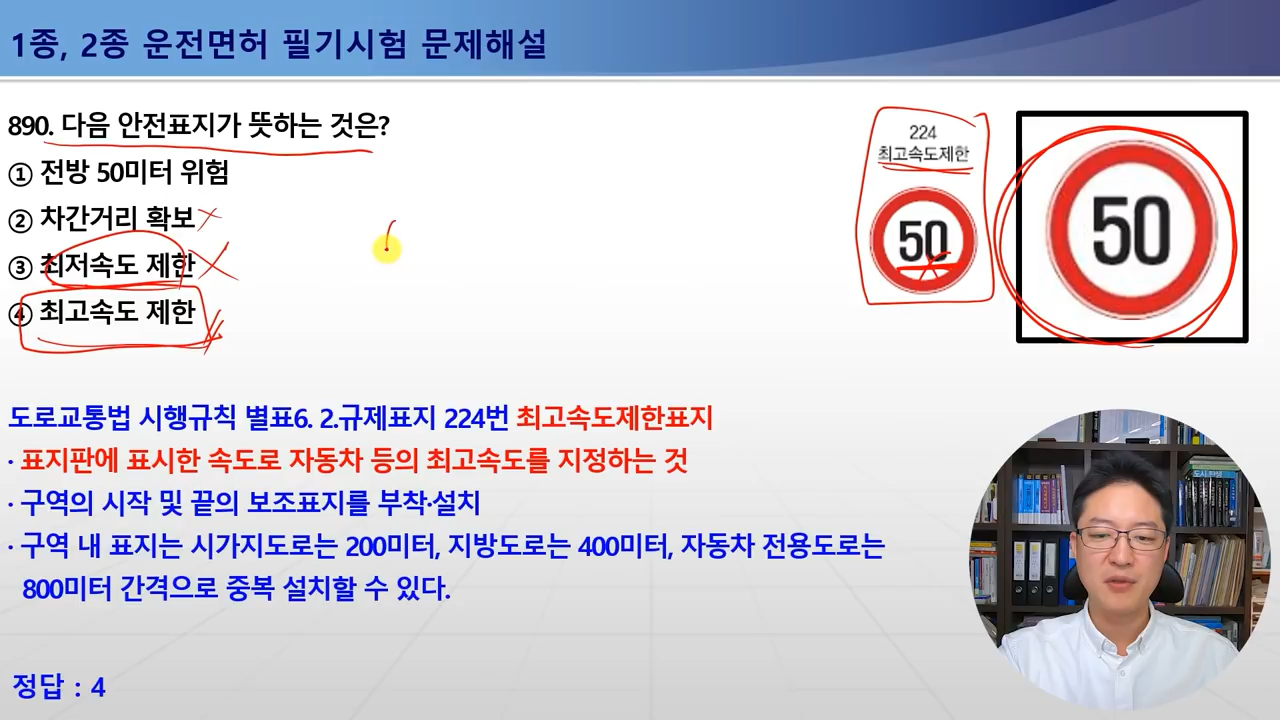 1종, 2종 운전면허 필기시험 문제해설
890. 다음 안전표지가 뜻하는 것은?
① 전방 50미터 위험
② 차간거리 확보
③ 최저속도 제한
④ 최고속도 제한
224
최고속도제한
50
50
도로교통법 시행규칙 별표6. 2.규제표지 224번 최고속도제한표지
· 표지판에 표시한 속도로 자동차 등의 최고속도를 지정하는 것
· 구역의 시작 및 끝의 보조표지를 부착·설치
· 구역 내 표지는 시가지도로는 200미터, 지방도로는 400미터, 자동차 전용도로는
800미터 간격으로 중복 설치할 수 있다.
정답 : 4